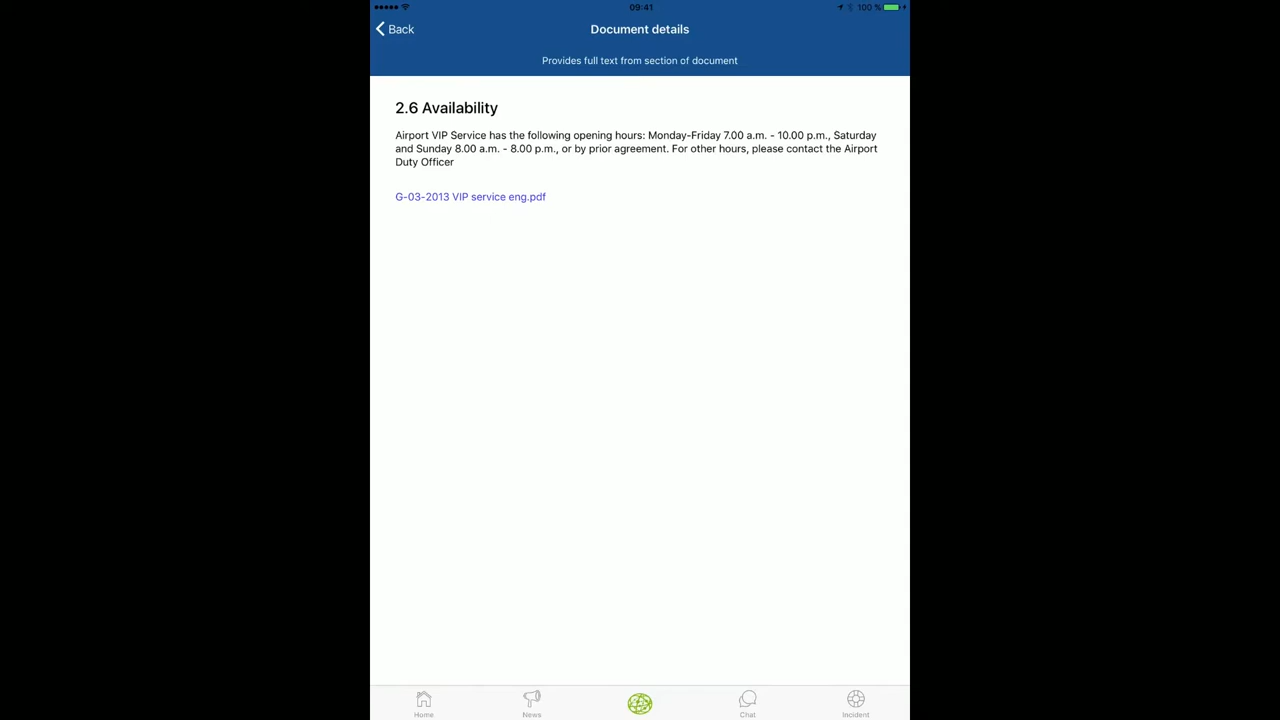 09:41
100 %
Back
Document details
Provides full text from section of document
2.6 Availability
Airport VIP Service has the following opening hours: Monday-Friday 7.00 a.m. - 10.00 p.m., Saturday
and Sunday 8.00 a.m. - 8.00 p.m., or by prior agreement. For other hours, please contact the Airport
Duty Officer
G-03-2013 VIP service eng.pdf
Home
News
Chat
Incident